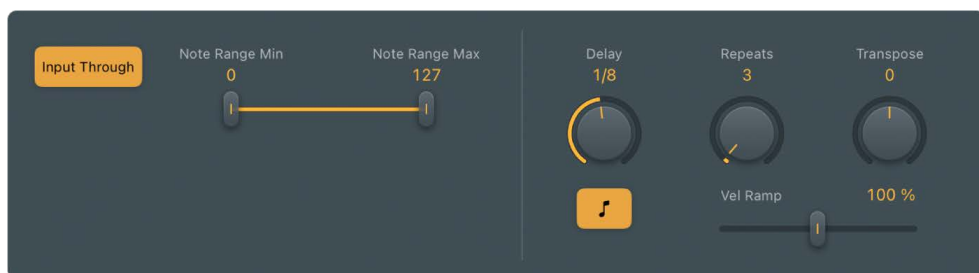 Input Through
Note Range Min
0
Note Range Max
127
Delay
1/8
Repeats
3
Transpose
0
Vel Ramp
100 %